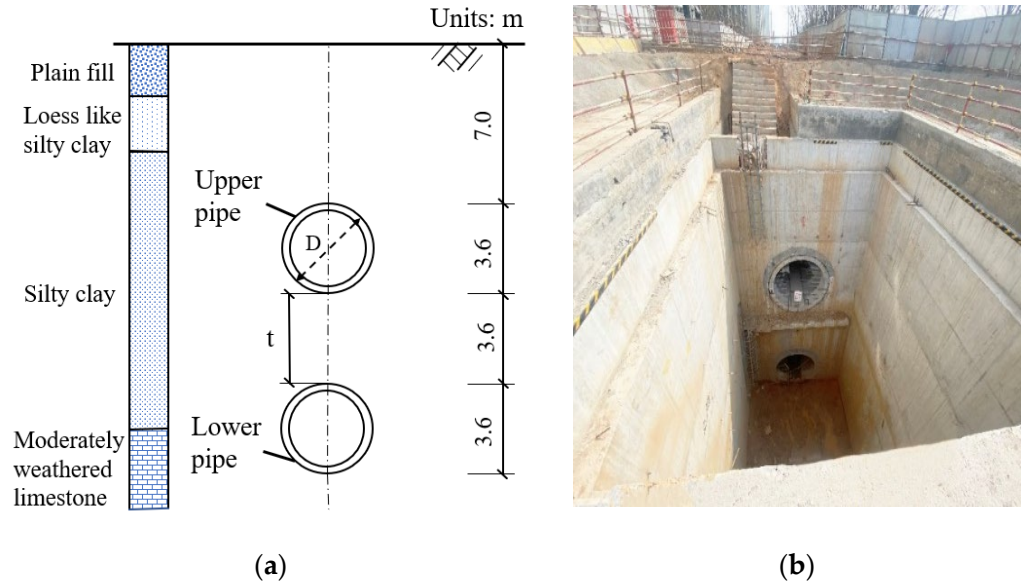 Units: m
Plain fill
Loess like
silty clay
7.0
Upper
pipe
D
3.6
Silty clay
t
3.6
Lower
pipe
3.6
Moderately
weathered
limestone
(a)
(b)